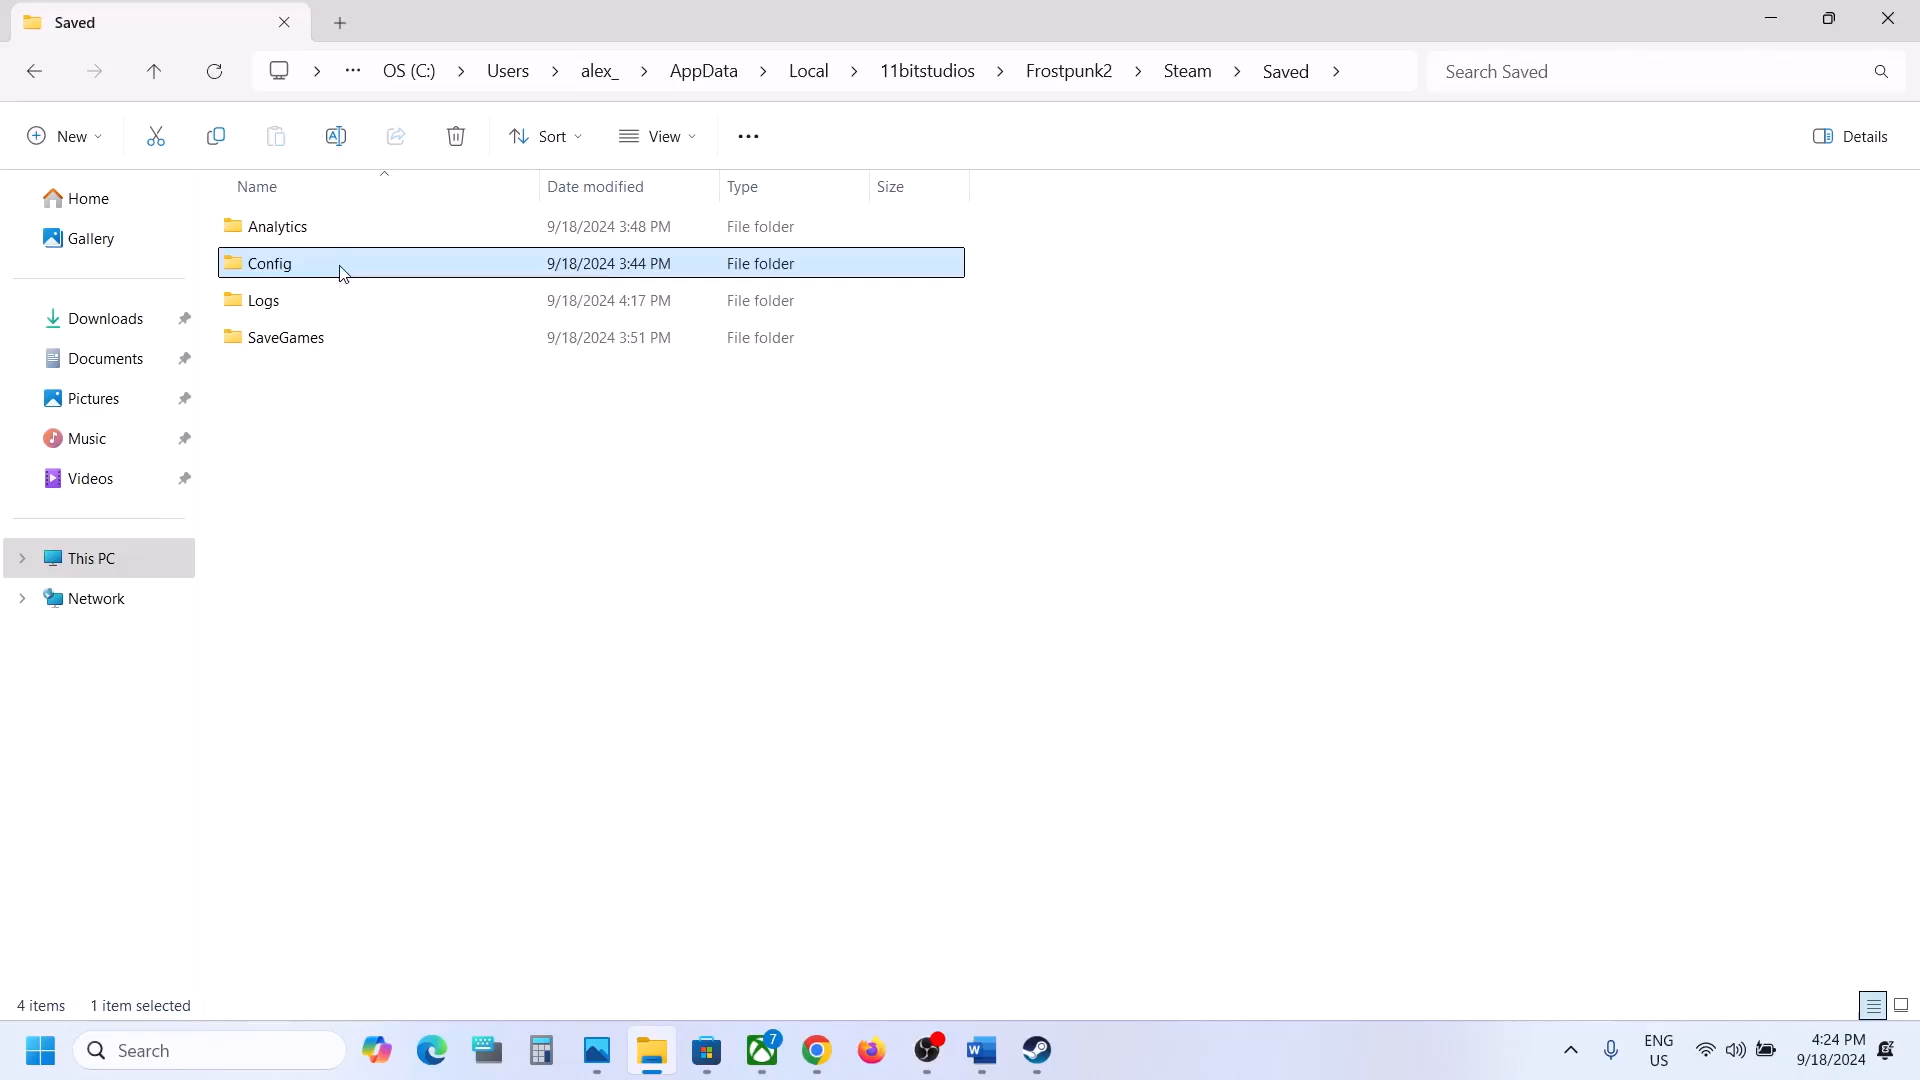 Saved
OS (C:) Users alex_ AppData Local 11bitstudios Frostpunk2 Steam Saved
Search Saved
New
Sort
View
Details
Name Date modified Type Size
Home
Gallery
Downloads
Documents
Pictures
Music
Videos
This PC
Network
Analytics 9/18/2024 3:48 PM File folder
Config 9/18/2024 3:44 PM File folder
Logs 9/18/2024 4:17 PM File folder
SaveGames 9/18/2024 3:51 PM File folder
4 items 1 item selected
Search
7
ENG
US
4:24 PM
9/18/2024